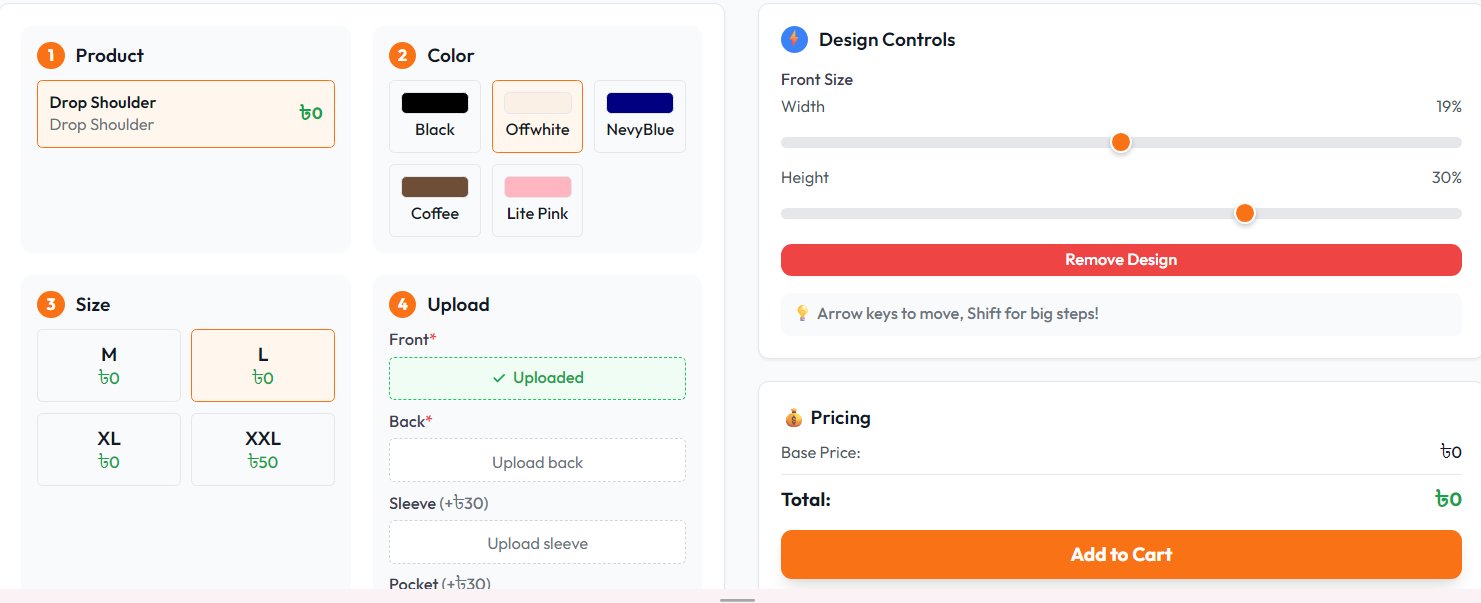 1 Product
Drop Shoulder
Drop Shoulder
৳0
2 Color
Black
Offwhite
NevyBlue
Coffee
Lite Pink
3 Size
M
৳0
L
৳0
XL
৳0
XXL
৳50
4 Upload
Front*
✓ Uploaded
Back*
Upload back
Sleeve (+৳30)
Upload sleeve
Pocket (+৳30)
Design Controls
Front Size
Width 19%
Height 30%
Remove Design
💡 Arrow keys to move, Shift for big steps!
💰 Pricing
Base Price: ৳0
Total: ৳0
Add to Cart